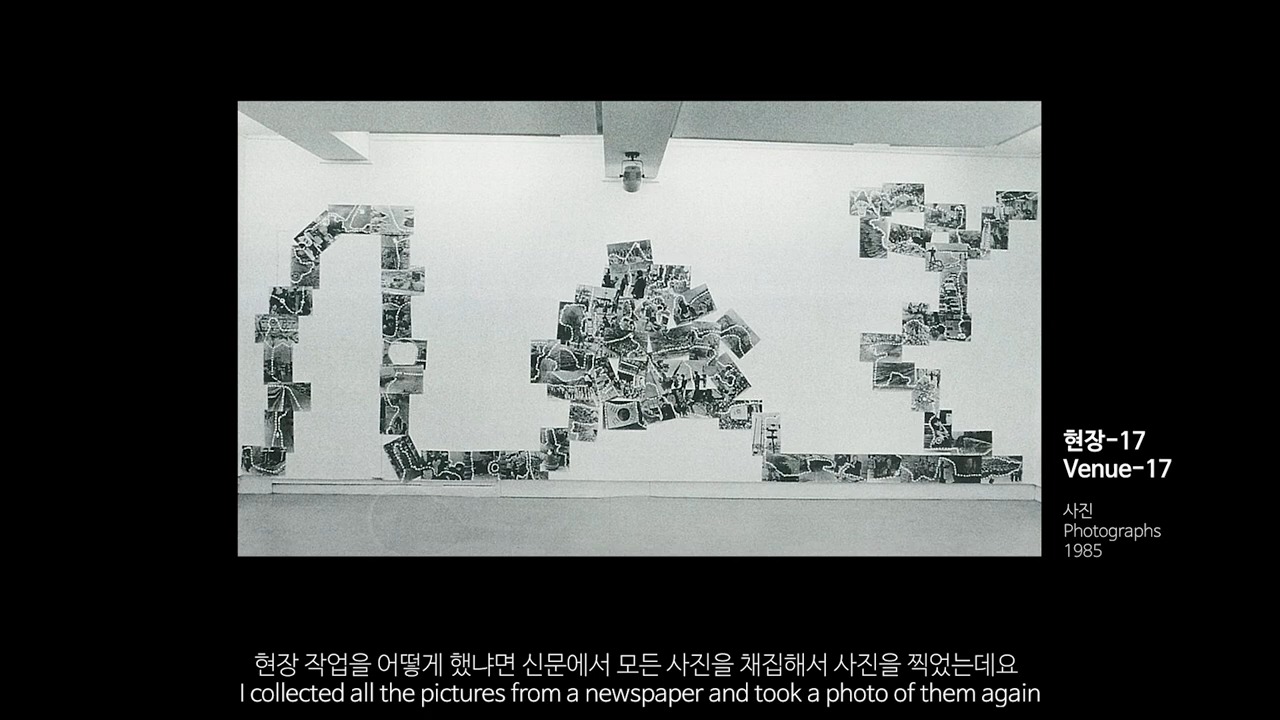 현장-17
Venue-17
사진
Photographs
1985
현장 작업을 어떻게 했냐면 신문에서 모든 사진을 채집해서 사진을 찍었는데요
I collected all the pictures from a newspaper and took a photo of them again